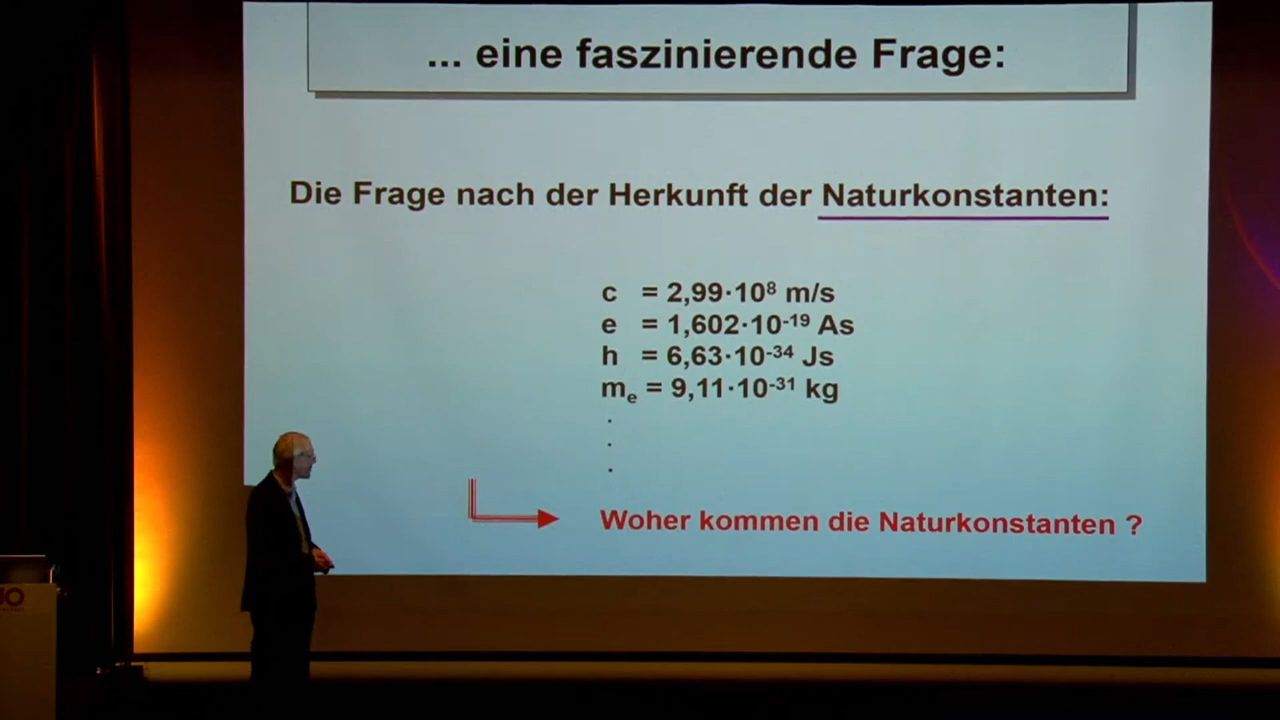 ... eine faszinierende Frage:
Die Frage nach der Herkunft der Naturkonstanten:
c = 2,99·10⁸ m/s
e = 1,602·10⁻¹⁹ As
h = 6,63·10⁻³⁴ Js
mₑ = 9,11·10⁻³¹ kg
.
.
.
Woher kommen die Naturkonstanten ?